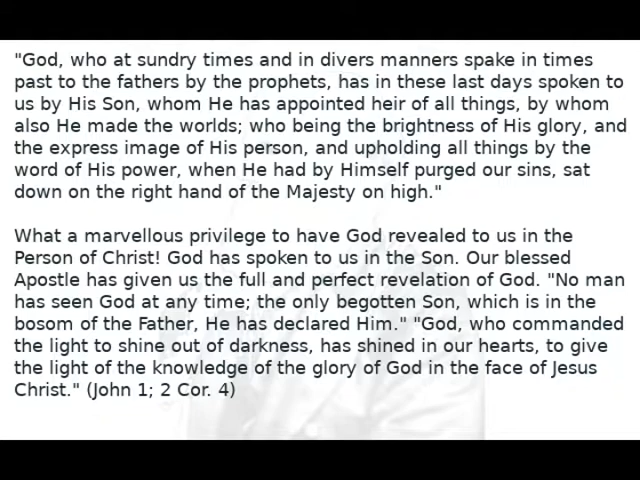 "God, who at sundry times and in divers manners spake in times
past to the fathers by the prophets, has in these last days spoken to
us by His Son, whom He has appointed heir of all things, by whom
also He made the worlds; who being the brightness of His glory, and
the express image of His person, and upholding all things by the
word of His power, when He had by Himself purged our sins, sat
down on the right hand of the Majesty on high."

What a marvellous privilege to have God revealed to us in the
Person of Christ! God has spoken to us in the Son. Our blessed
Apostle has given us the full and perfect revelation of God. "No man
has seen God at any time; the only begotten Son, which is in the
bosom of the Father, He has declared Him." "God, who commanded
the light to shine out of darkness, has shined in our hearts, to give
the light of the knowledge of the glory of God in the face of Jesus
Christ." (John 1; 2 Cor. 4)